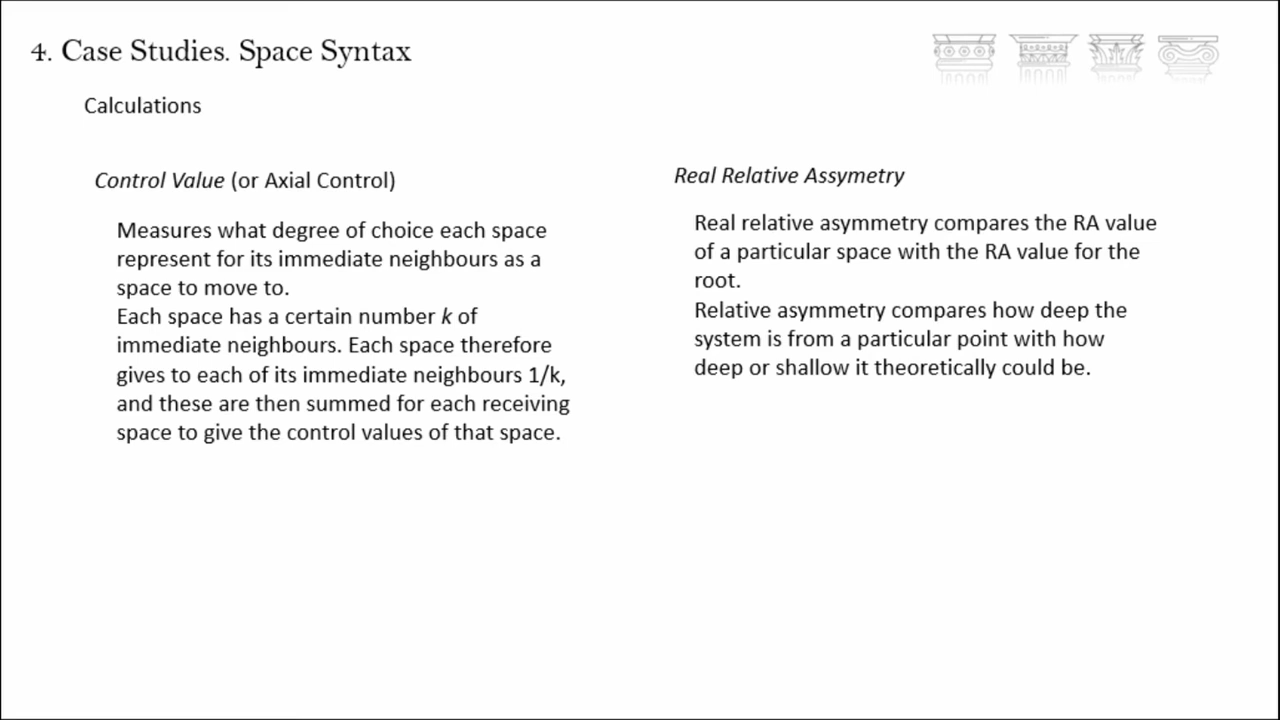 4. Case Studies. Space Syntax
Calculations
Control Value (or Axial Control)
Measures what degree of choice each space
represent for its immediate neighbours as a
space to move to.
Each space has a certain number k of
immediate neighbours. Each space therefore
gives to each of its immediate neighbours 1/k,
and these are then summed for each receiving
space to give the control values of that space.
Real Relative Assymetry
Real relative asymmetry compares the RA value
of a particular space with the RA value for the
root.
Relative asymmetry compares how deep the
system is from a particular point with how
deep or shallow it theoretically could be.